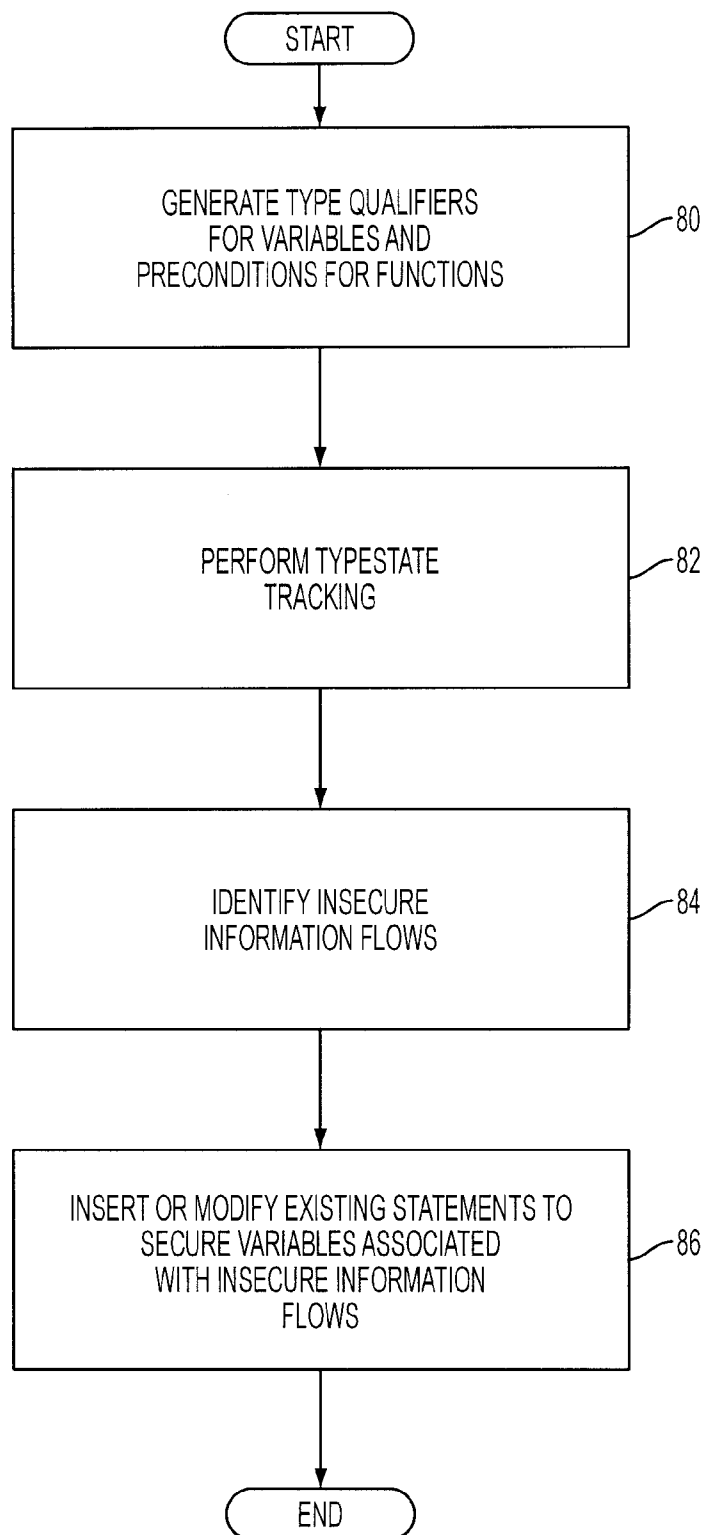 START
GENERATE TYPE QUALIFIERS
FOR VARIABLES AND
PRECONDITIONS FOR FUNCTIONS
80
PERFORM TYPESTATE
TRACKING
82
IDENTIFY INSECURE
INFORMATION FLOWS
84
INSERT OR MODIFY EXISTING STATEMENTS TO
SECURE VARIABLES ASSOCIATED
WITH INSECURE INFORMATION
FLOWS
86
END